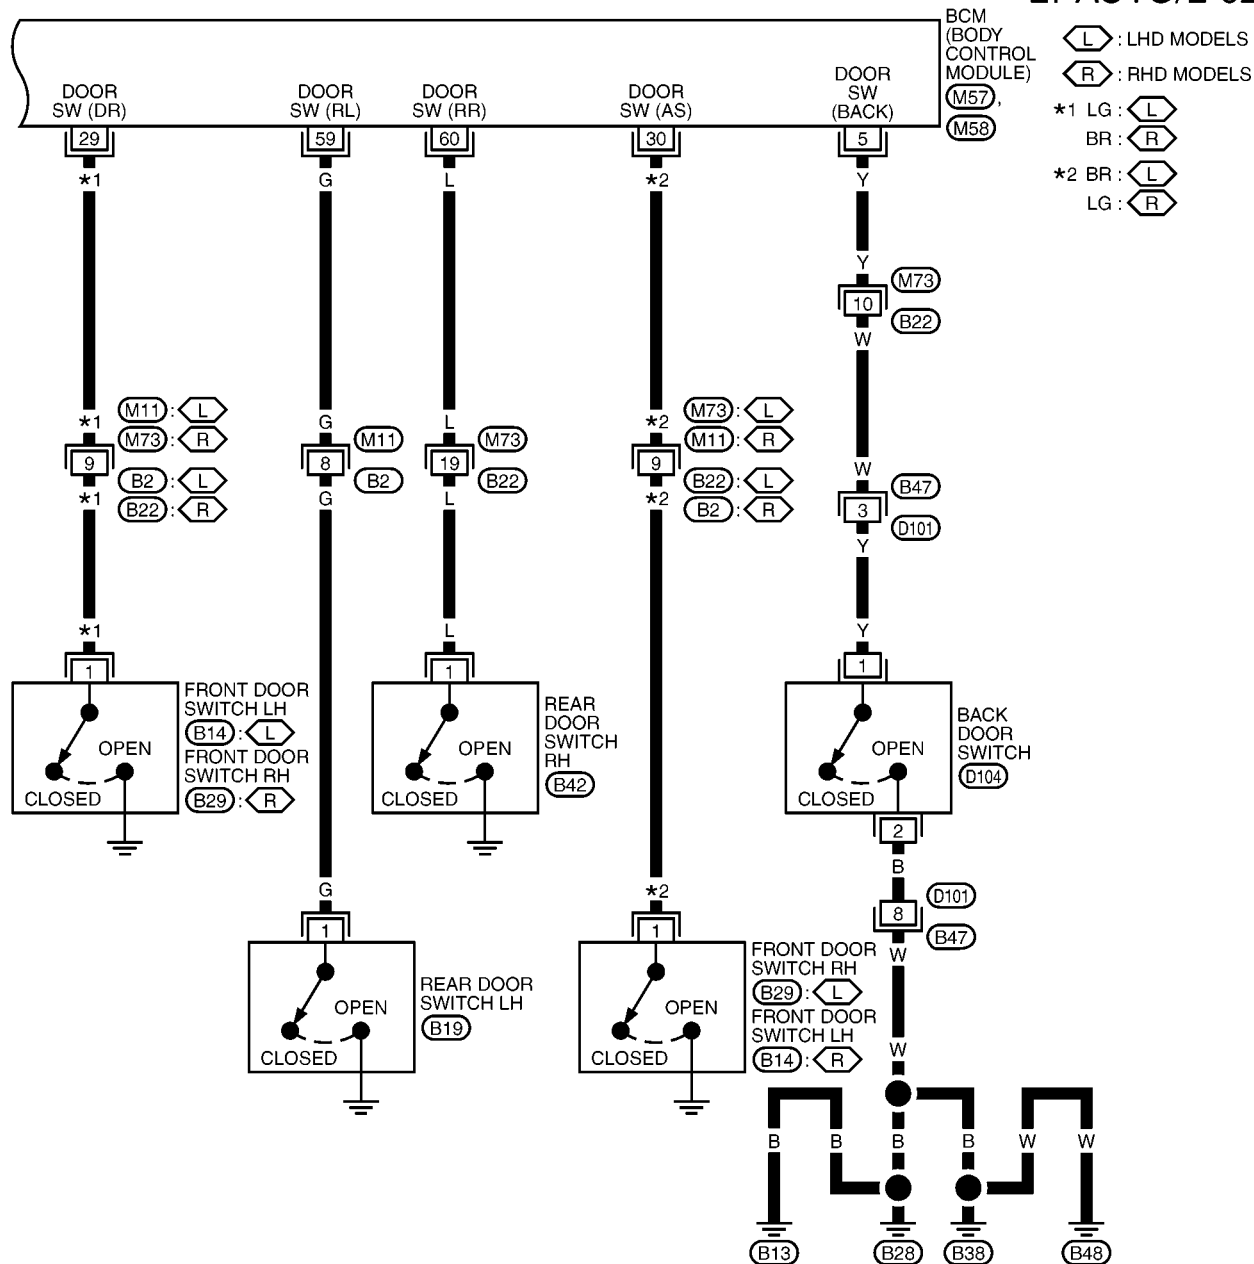 BCM
(BODY
CONTROL
MODULE)
M57,
M58
L : LHD MODELS
R : RHD MODELS
*1 LG : L
BR : R
*2 BR : L
LG : R
DOOR
SW (DR)
DOOR
SW (RL)
DOOR
SW (RR)
DOOR
SW (AS)
DOOR
SW
(BACK)
29
59
60
30
5
*1
G
L
*2
Y
Y
M73
10
B22
W
M11 : L
M73 : R
*1
9
*1
B2 : L
B22 : R
G
M11
8
B2
G
L
M73
19
B22
L
M73 : L
M11 : R
*2
9
*2
B22 : L
B2 : R
W
B47
3
D101
Y
*1
L
Y
1
1
1
FRONT DOOR
SWITCH LH
B14 : L
FRONT DOOR
SWITCH RH
B29 : R
OPEN
CLOSED
REAR
DOOR
SWITCH
RH
B42
OPEN
CLOSED
BACK
DOOR
SWITCH
D104
OPEN
CLOSED
2
B
D101
8
B47
W
G
*2
1
1
REAR DOOR
SWITCH LH
B19
OPEN
CLOSED
FRONT DOOR
SWITCH RH
B29 : L
FRONT DOOR
SWITCH LH
B14 : R
OPEN
CLOSED
W
B
B
B
B
W
W
B13
B28
B38
B48